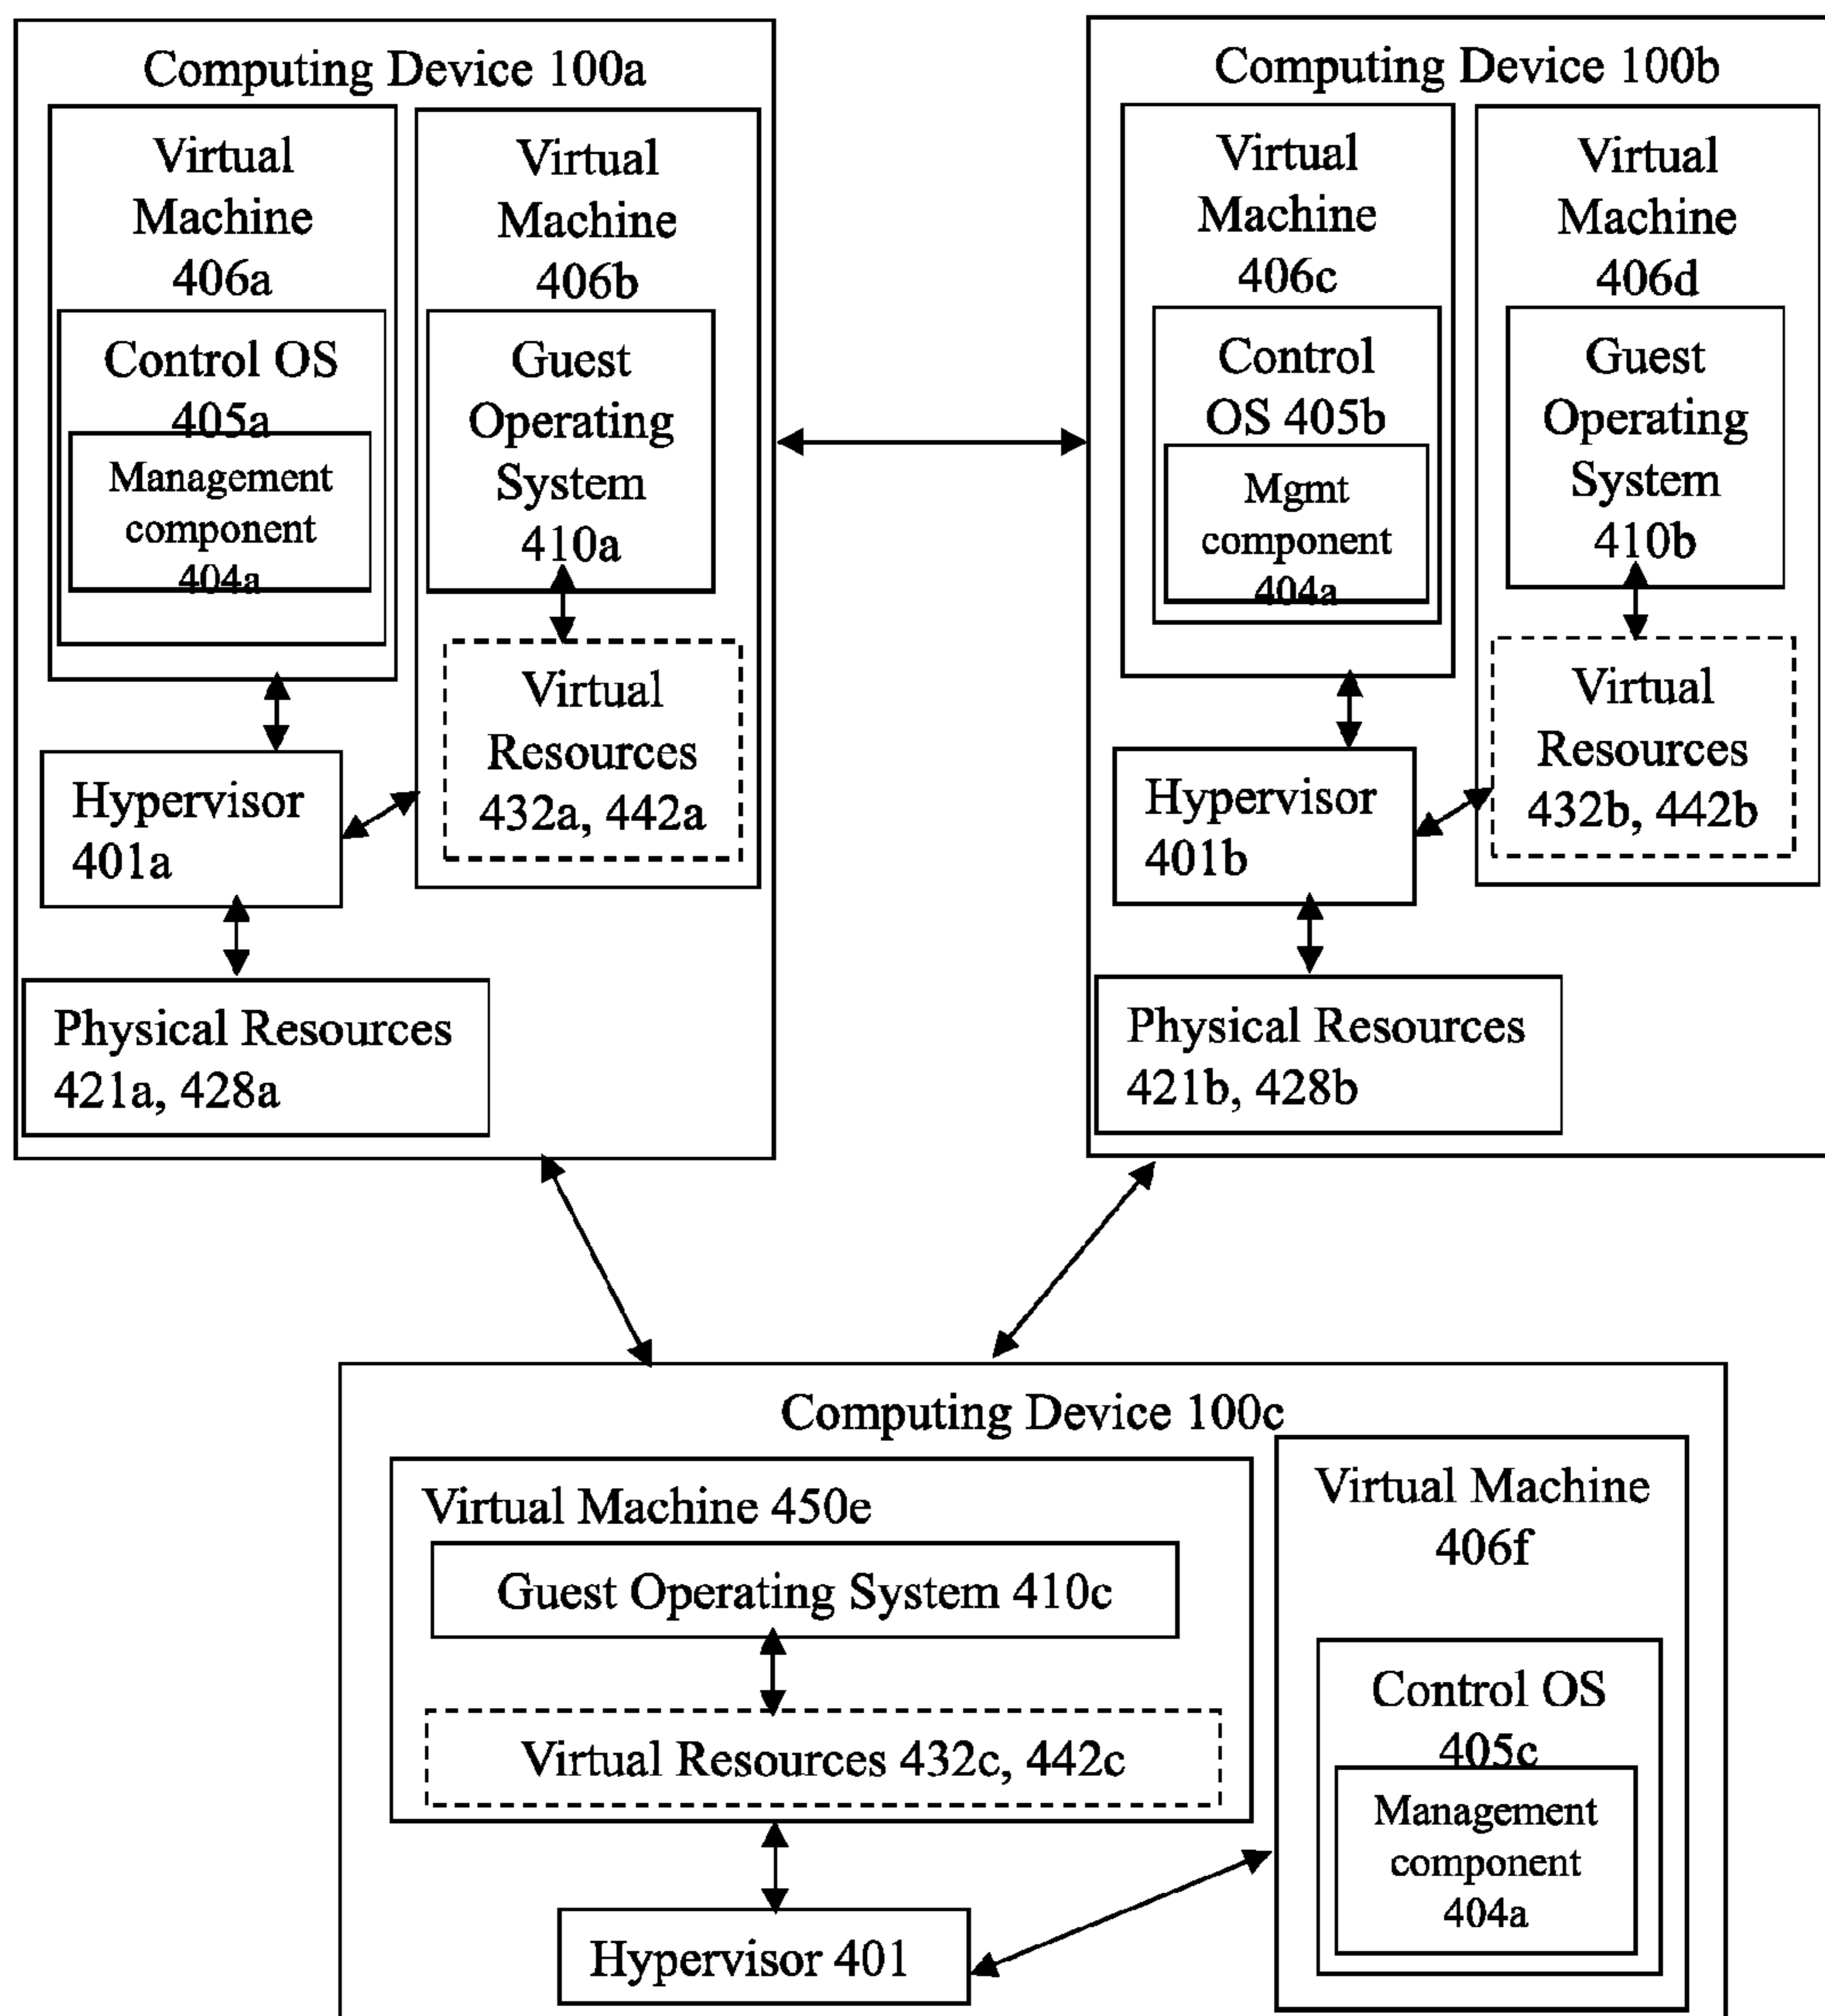 Computing Device 100a
Virtual
Machine
406a
Control OS
405a
Management
component
404a
Virtual
Machine
406b
Guest
Operating
System
410a
Virtual
Resources
432a, 442a
Hypervisor
401a
Physical Resources
421a, 428a
Computing Device 100b
Virtual
Machine
406c
Control
OS 405b
Mgmt
component
404a
Virtual
Machine
406d
Guest
Operating
System
410b
Virtual
Resources
432b, 442b
Hypervisor
401b
Physical Resources
421b, 428b
Computing Device 100c
Virtual Machine 450e
Guest Operating System 410c
Virtual Resources 432c, 442c
Virtual Machine
406f
Control OS
405c
Management
component
404a
Hypervisor 401